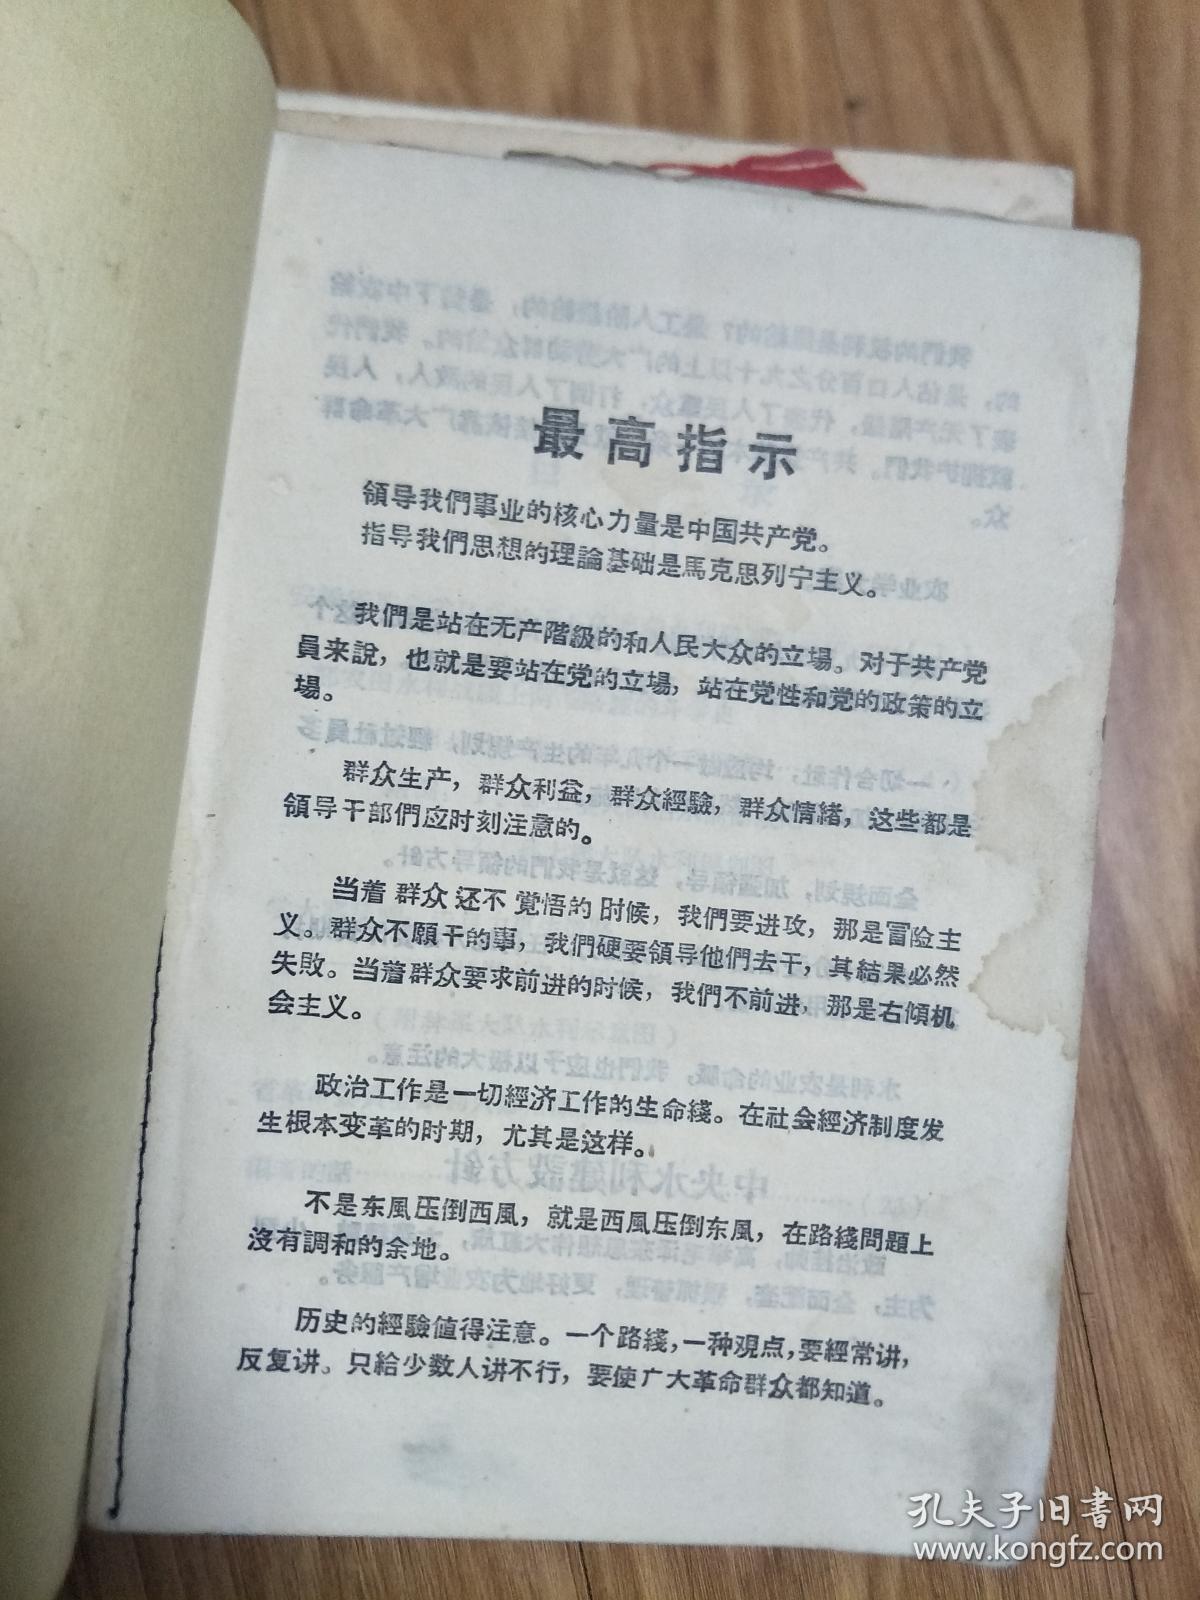 最高指示
領导我們事业的核心力量是中国共产党。
指导我們思想的理論基础是馬克思列宁主义。
我們是站在无产階級的和人民大众的立場。对于共产党
員来說，也就是要站在党的立場，站在党性和党的政策的立
場。
群众生产，群众利益，群众經驗，群众情緒，这些都是
領导干部們应时刻注意的。
当着群众还不覚悟的时候，我們要进攻，那是冒险主
义。群众不願干的事，我們硬要領导他們去干，其結果必然
失敗。当着群众要求前进的时候，我們不前进，那是右傾机
会主义。
政治工作是一切經济工作的生命綫。在社会經济制度发
生根本变革的时期，尤其是这样。
不是东風压倒西風，就是西風压倒东風，在路綫問題上
沒有調和的余地。
历史的經驗值得注意。一个路綫，一种观点，要經常讲，
反复讲。只給少数人讲不行，要使广大革命群众都知道。
孔夫子旧书网
www.kongfz.com